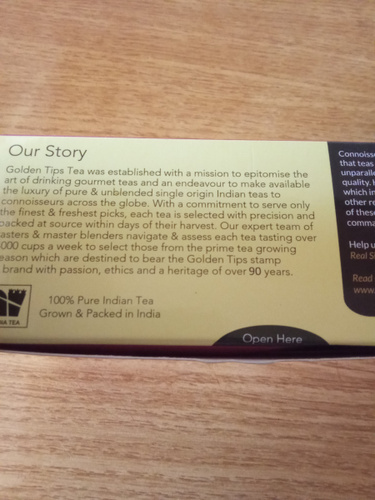 Our Story
Golden Tips Tea was established with a mission to epitomise the
art of drinking gourmet teas and an endeavour to make available
the luxury of pure & unblended single origin Indian teas to
connoisseurs across the globe. With a commitment to serve only
the finest & freshest picks, each tea is selected with precision and
packed at source within days of their harvest. Our expert team of
asters & master blenders navigate & assess each tea tasting over
000 cups a week to select those from the prime tea growing
eason which are destined to bear the Golden Tips stamp
brand with passion, ethics and a heritage of over 90 years.
100% Pure Indian Tea
Grown & Packed in India
IA TEA
Open Here
Connoisse
that teas
unparalle
quality. H
which in
other re
of these
comma
Help u
Real S
Read
www.